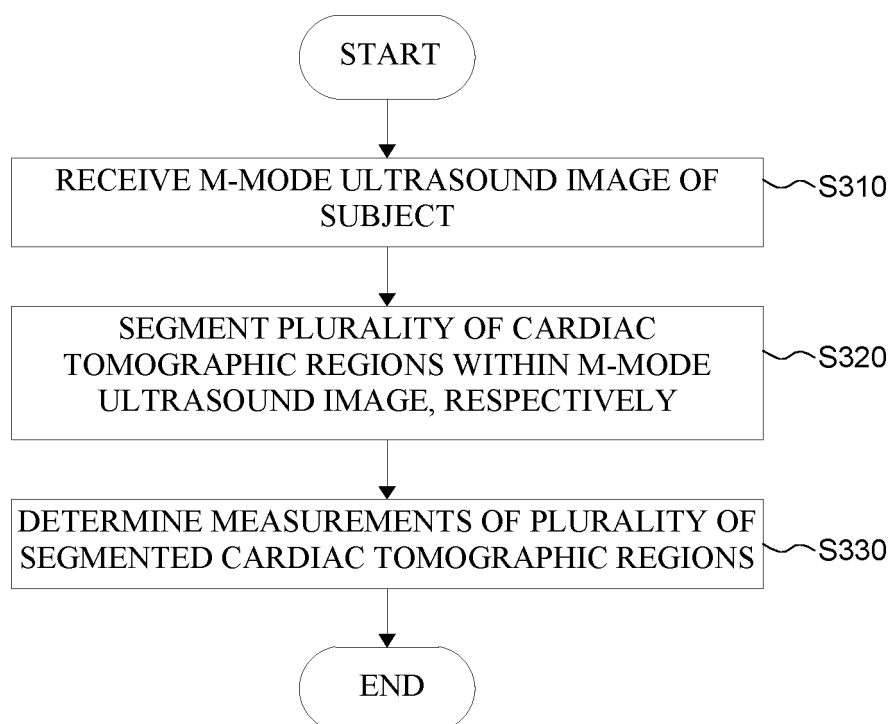 START
RECEIVE M-MODE ULTRASOUND IMAGE OF
SUBJECT
S310
SEGMENT PLURALITY OF CARDIAC
TOMOGRAPHIC REGIONS WITHIN M-MODE
ULTRASOUND IMAGE, RESPECTIVELY
S320
DETERMINE MEASUREMENTS OF PLURALITY OF
SEGMENTED CARDIAC TOMOGRAPHIC REGIONS
S330
END